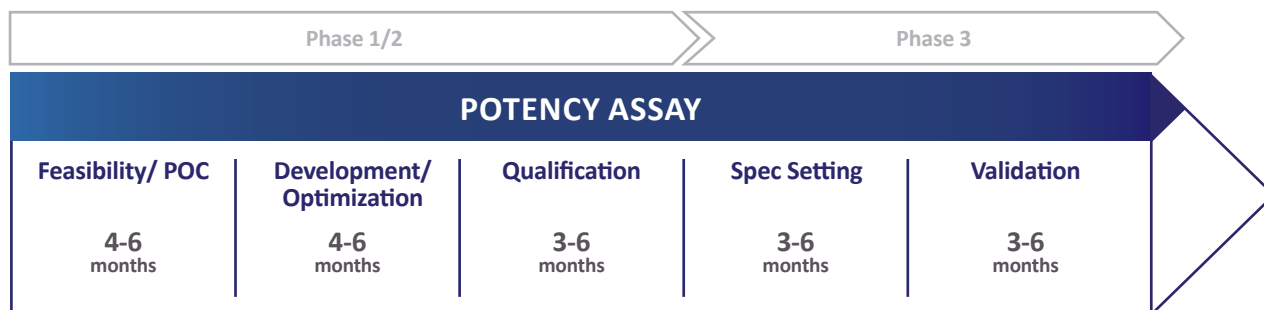 Phase 1/2
Phase 3
POTENCY ASSAY
Feasibility/ POC
Development/
Optimization
Qualification
Spec Setting
Validation
4-6
months
4-6
months
3-6
months
3-6
months
3-6
months